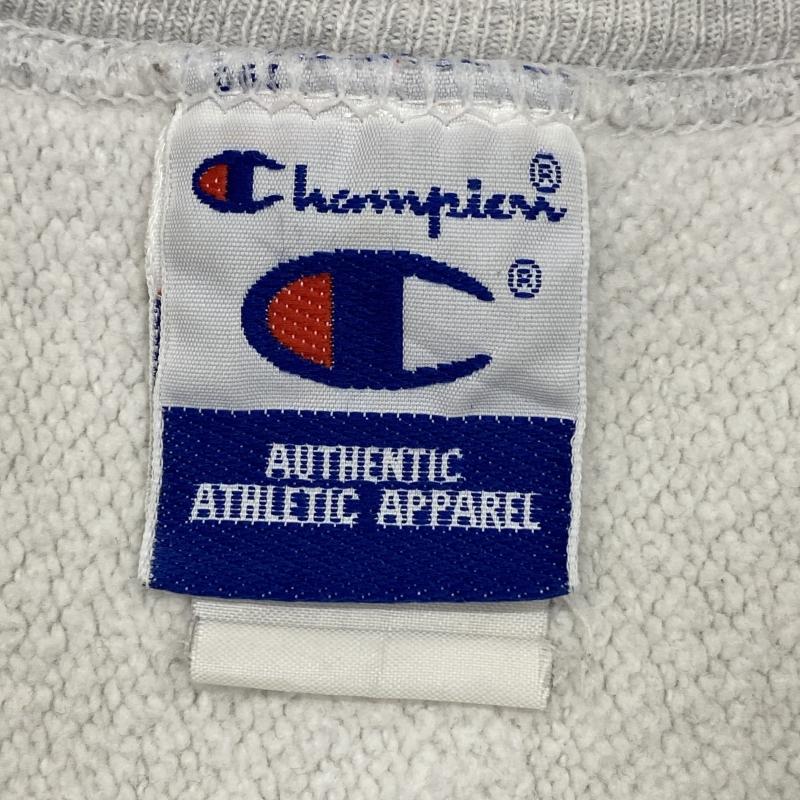 Champion®
®
AUTHENTIC
ATHLETIC APPAREL